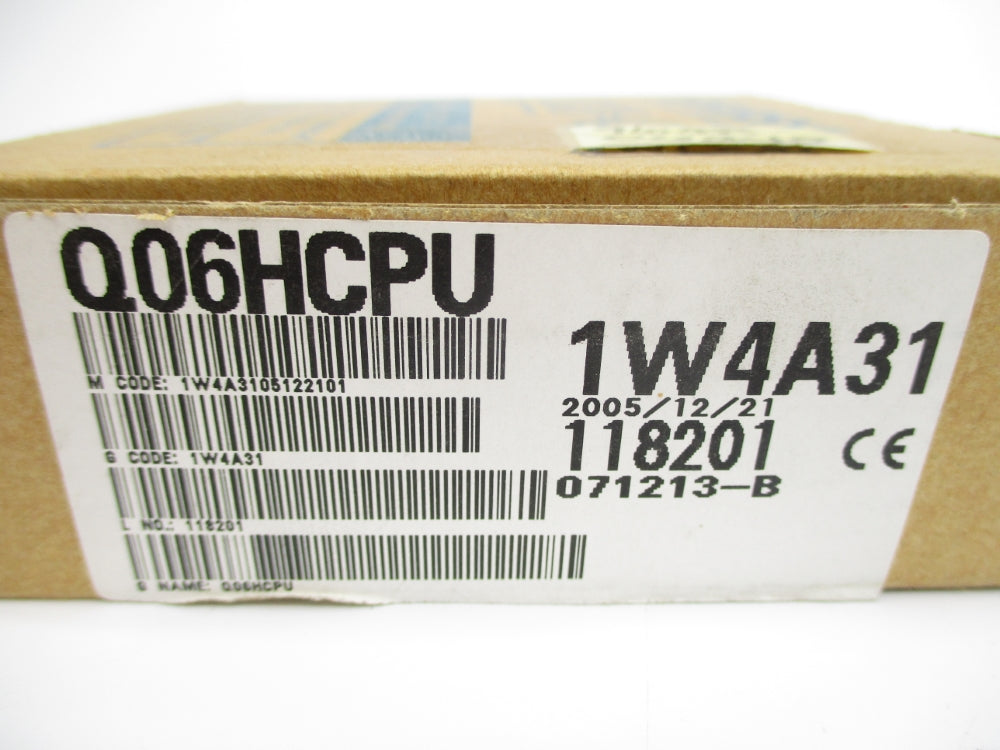 Q06HCPU
M CODE: 1W4A3105122101
G CODE: 1W4A31
L NO.: 118201
G NAME: Q06HCPU
1W4A31
2005/12/21
118201
071213-B
CE